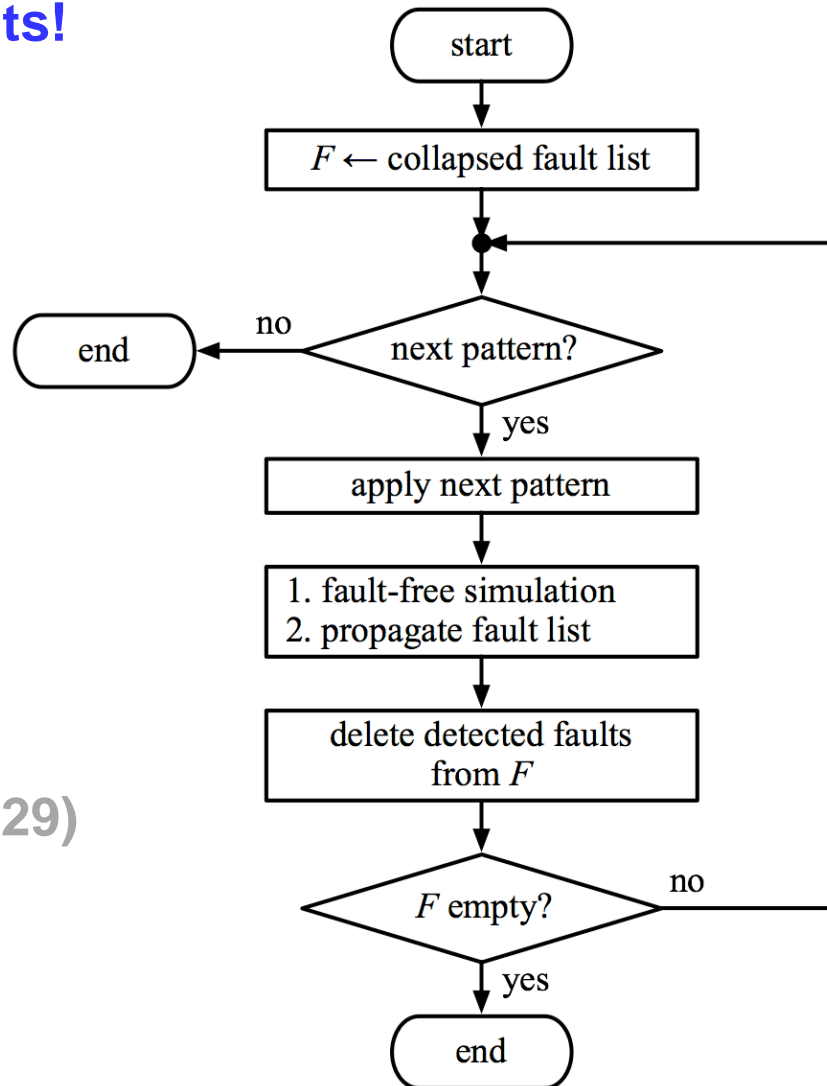 ts!
start
F ← collapsed fault list
no
end
next pattern?
yes
apply next pattern
1. fault-free simulation
2. propagate fault list
delete detected faults
from F
29)
no
F empty?
yes
end